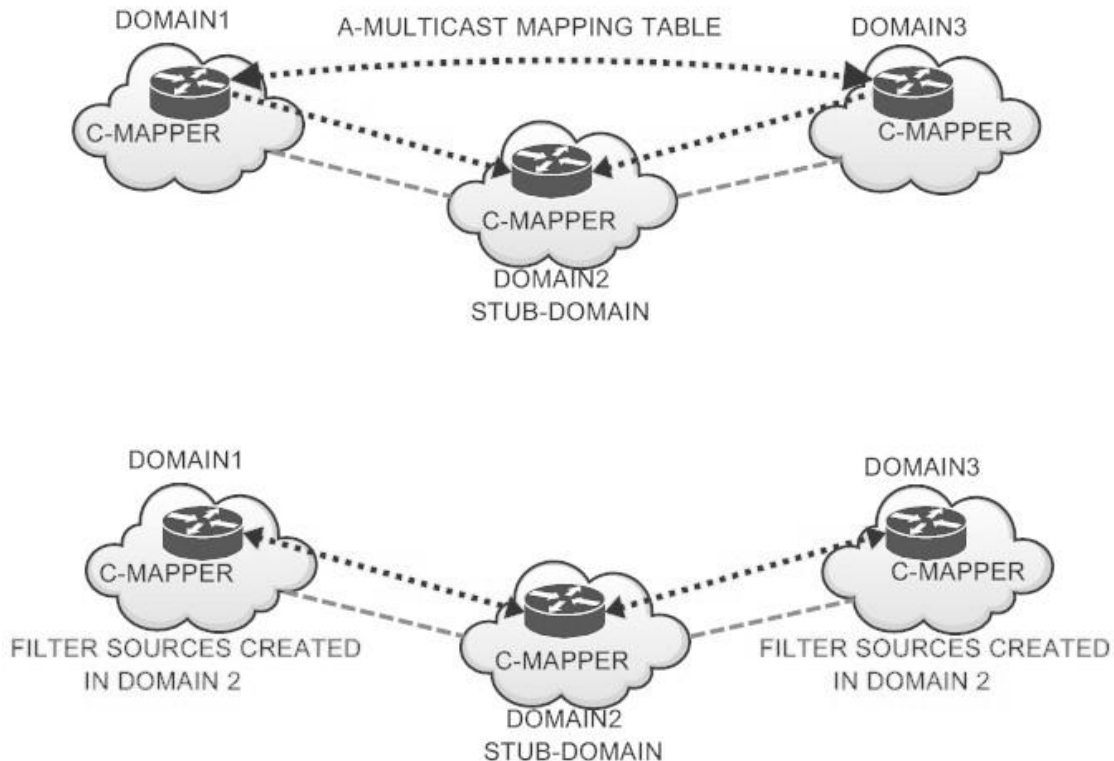 DOMAIN1
A-MULTICAST MAPPING TABLE
DOMAIN3
C-MAPPER
C-MAPPER
C-MAPPER
DOMAIN2
STUB-DOMAIN
DOMAIN1
DOMAIN3
C-MAPPER
C-MAPPER
C-MAPPER
FILTER SOURCES CREATED
IN DOMAIN 2
FILTER SOURCES CREATED
IN DOMAIN 2
DOMAIN2
STUB-DOMAIN